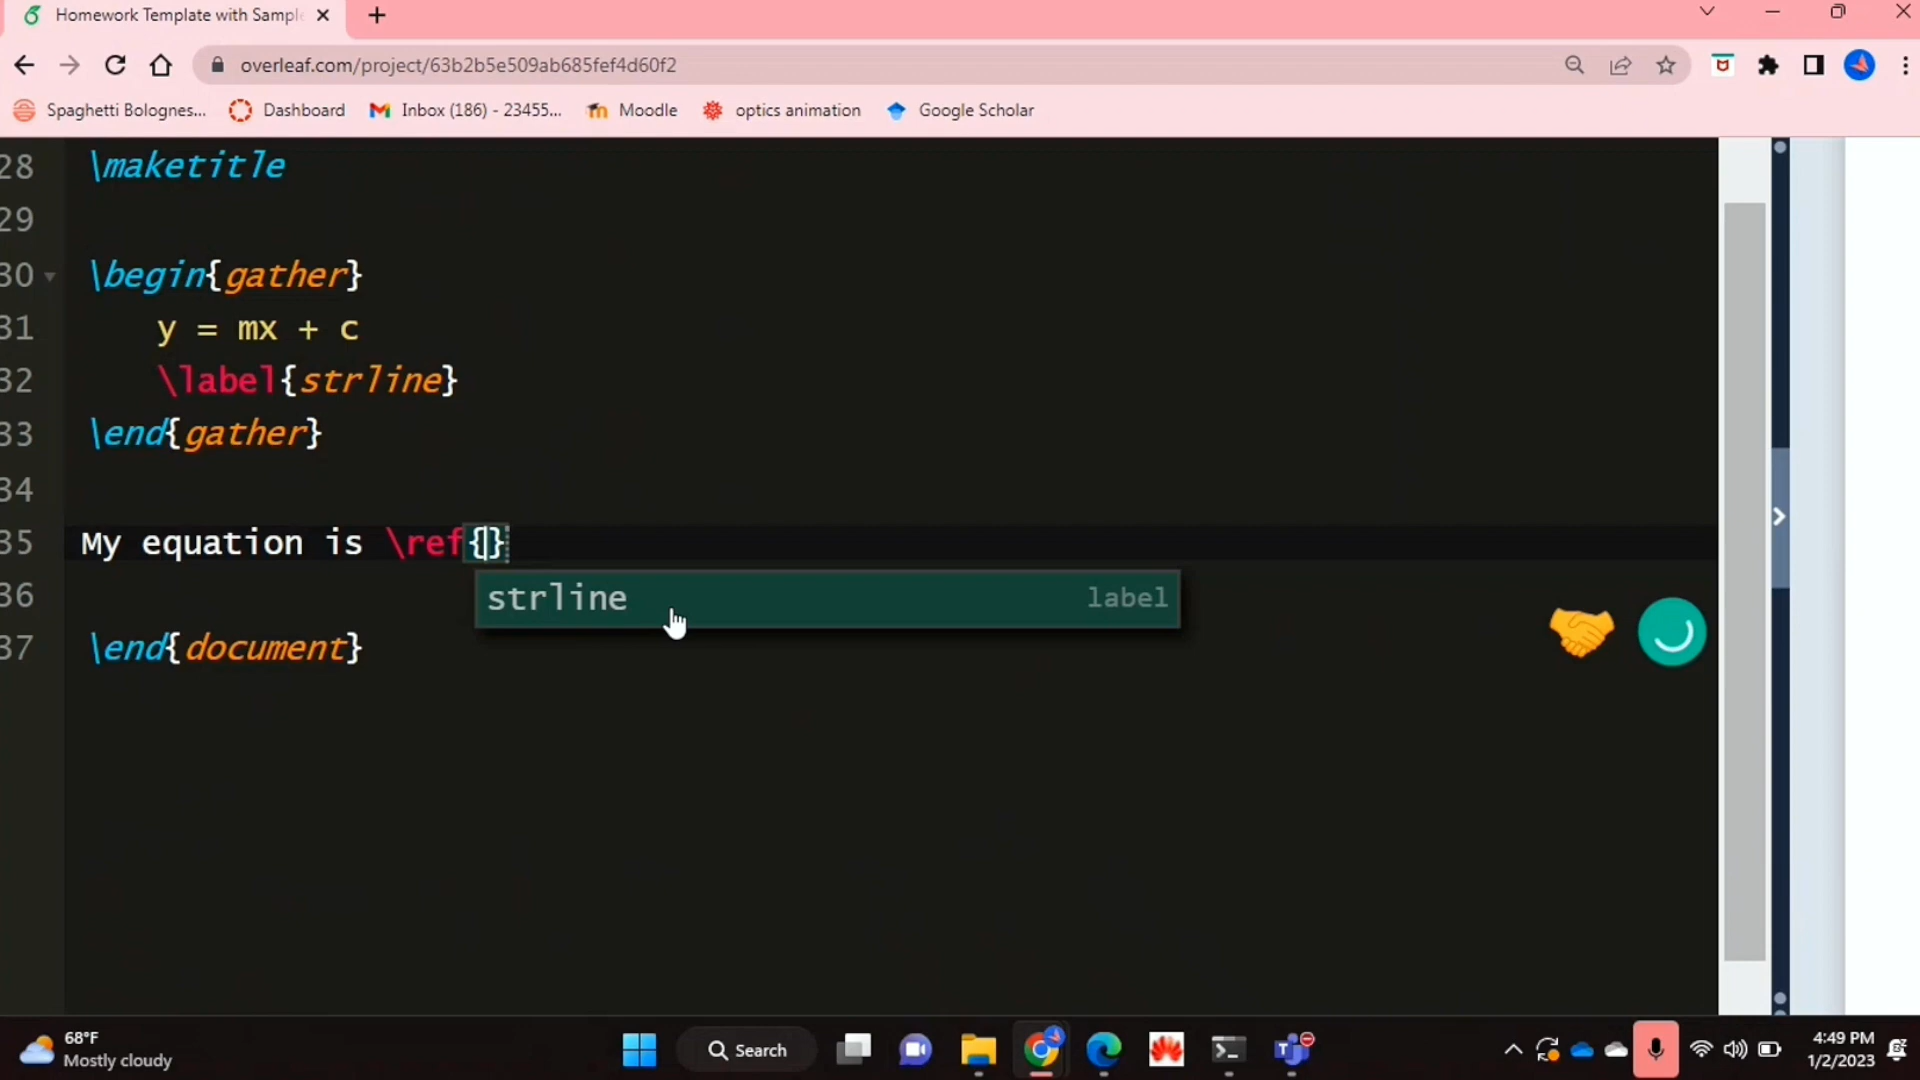 Homework Template with Sampl
overleaf.com/project/63b2b5e509ab685fef4d60f2
Spaghetti Bolognes... Dashboard Inbox (186) - 23455... Moodle optics animation Google Scholar
28 \maketitle
29
30 \begin{gather}
31 y = mx + c
32 \label{strline}
33 \end{gather}
34
35 My equation is \ref{}
strline label
36
37 \end{document}
68°F
Mostly cloudy
Search
4:49 PM
1/2/2023